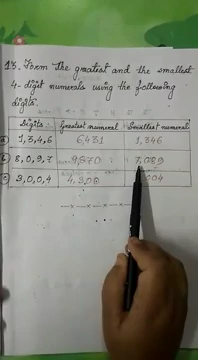 13. Form the greatest and the smallest
4-digit numerals using the following
digits.
Digits Greatest numeral Smallest numeral
a 1, 3, 4, 6 6,431 1,346
b 8, 0, 9, 7 9,870 7,089
c 3, 0, 0, 4 4,300 004
—x—x—x—x—